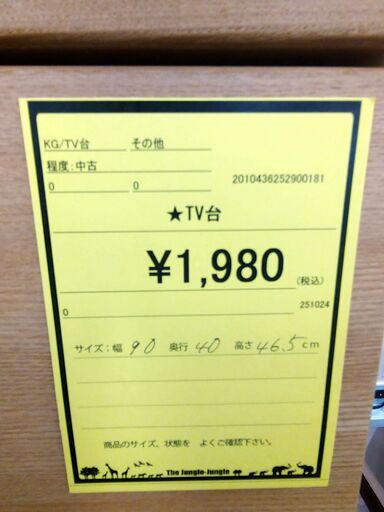 KG/TV台 その他
程度:中古
0 0 2010436252900181
★TV台
¥1,980
(税込)
0 251024
サイズ:幅 90 奥行 40 高さ 46.5cm
商品のサイズ、状態を よくご確認下さい。
The Jungle-Jungle